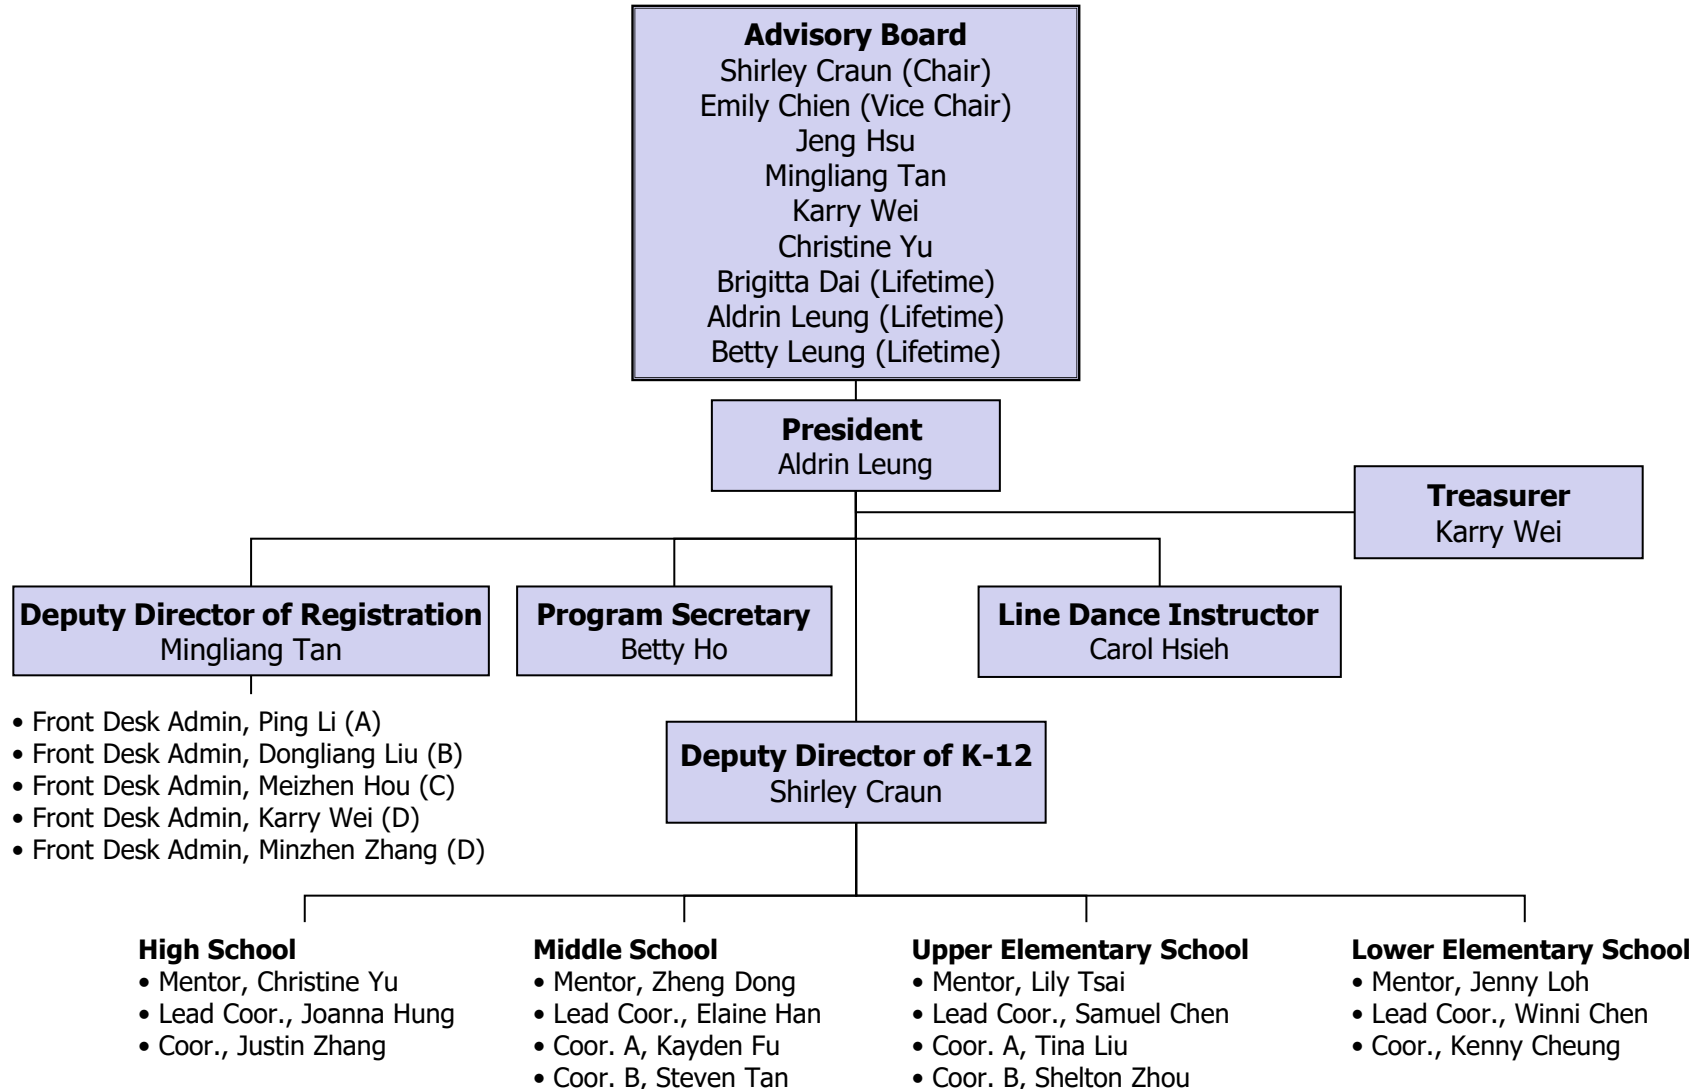 Advisory Board
Shirley Craun (Chair)
Emily Chien (Vice Chair)
Jeng Hsu
Mingliang Tan
Karry Wei
Christine Yu
Brigitta Dai (Lifetime)
Aldrin Leung (Lifetime)
Betty Leung (Lifetime)
President
Aldrin Leung
Treasurer
Karry Wei
Deputy Director of Registration
Mingliang Tan
Program Secretary
Betty Ho
Line Dance Instructor
Carol Hsieh
• Front Desk Admin, Ping Li (A)
• Front Desk Admin, Dongliang Liu (B)
• Front Desk Admin, Meizhen Hou (C)
• Front Desk Admin, Karry Wei (D)
• Front Desk Admin, Minzhen Zhang (D)
Deputy Director of K-12
Shirley Craun
High School
• Mentor, Christine Yu
• Lead Coor., Joanna Hung
• Coor., Justin Zhang
Middle School
• Mentor, Zheng Dong
• Lead Coor., Elaine Han
• Coor. A, Kayden Fu
• Coor. B, Steven Tan
Upper Elementary School
• Mentor, Lily Tsai
• Lead Coor., Samuel Chen
• Coor. A, Tina Liu
• Coor. B, Shelton Zhou
Lower Elementary School
• Mentor, Jenny Loh
• Lead Coor., Winni Chen
• Coor., Kenny Cheung